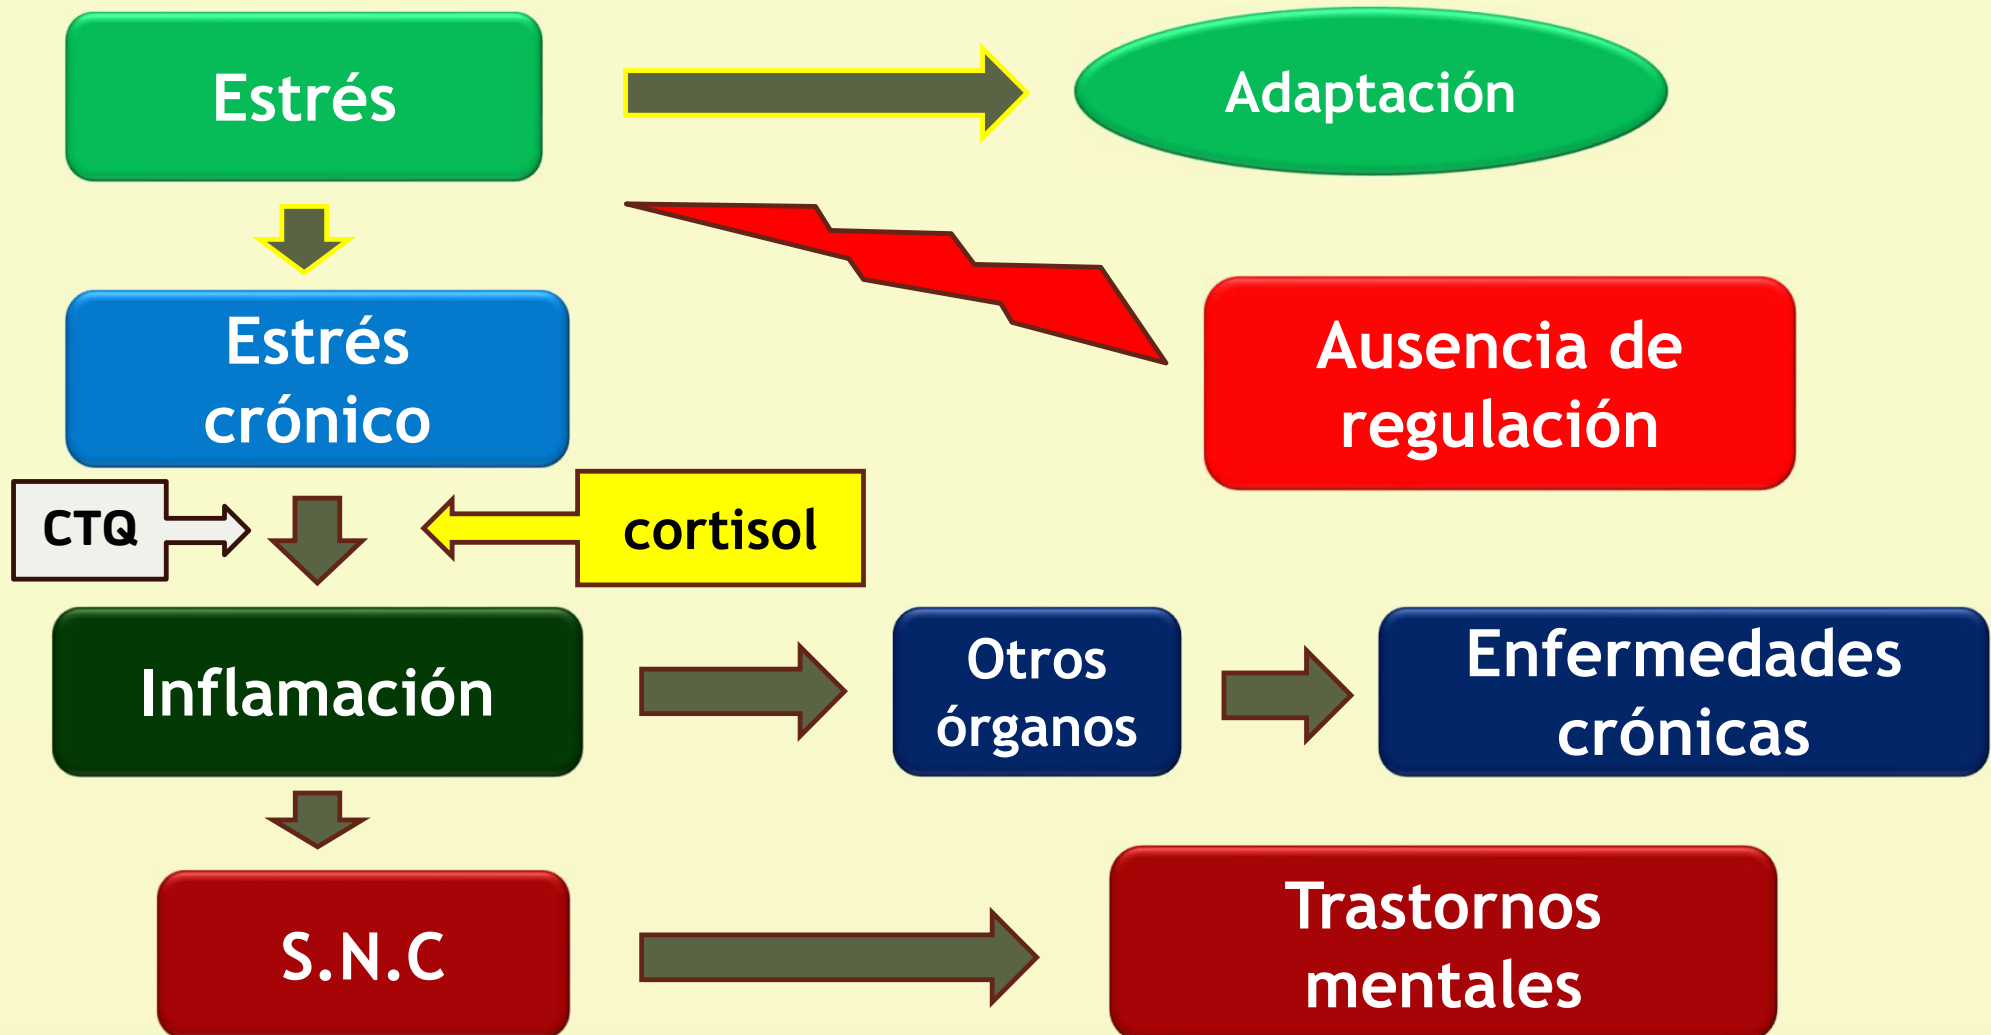 Estrés
Adaptación
Estrés
crónico
Ausencia de
regulación
CTQ
cortisol
Inflamación
Otros
órganos
Enfermedades
crónicas
S.N.C
Trastornos
mentales